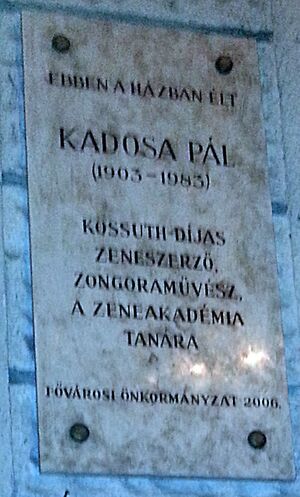 EBBEN A HÁZBAN ÉLT
KADOSA PÁL
(1903–1983)
KOSSUTH-DÍJAS
ZENESZERZŐ,
ZONGORAMŰVÉSZ,
A ZENEAKADÉMIA
TANÁRA
FŐVÁROSI ÖNKORMÁNYZAT 2006.